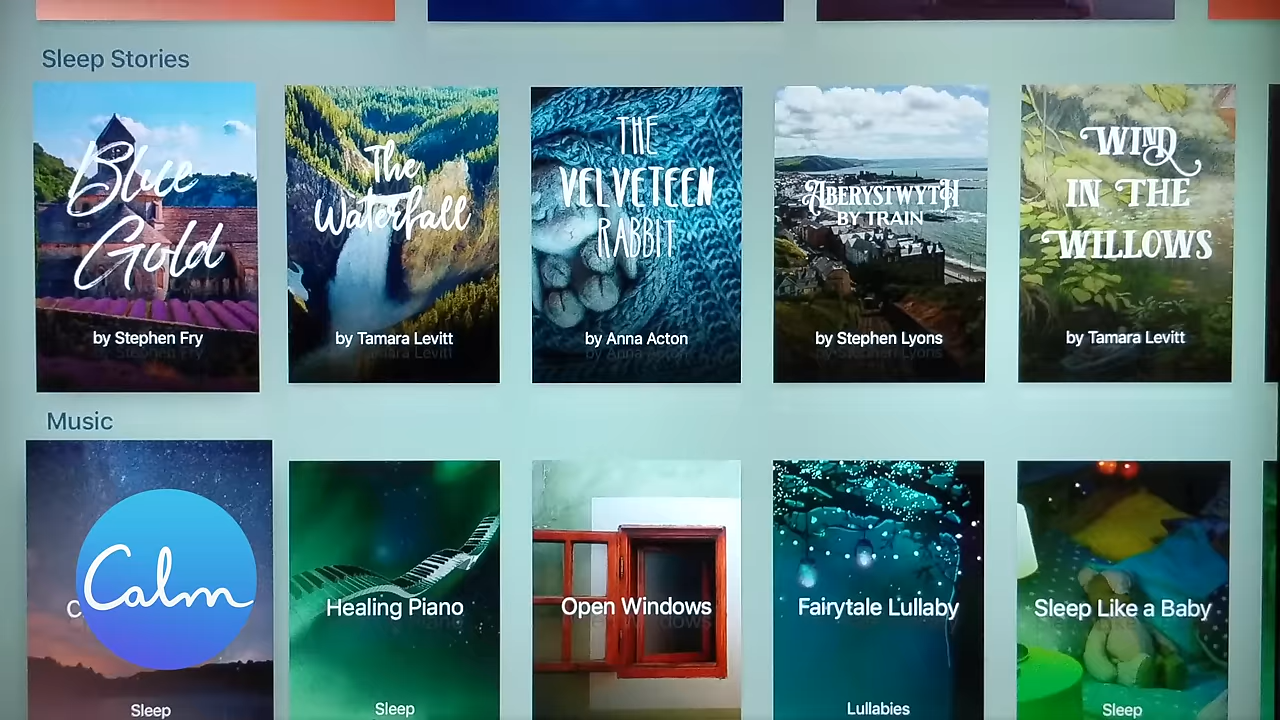 Sleep Stories
Blue
Gold
by Stephen Fry
The
Waterfall
by Tamara Levitt
THE
VELVETEEN
RABBIT
by Anna Acton
ABERYSTWYTH
BY TRAIN
by Stephen Lyons
WIND
IN THE
WILLOWS
by Tamara Levitt
Music
Calm
Sleep
Healing Piano
Sleep
Open Windows
Fairytale Lullaby
Lullabies
Sleep Like a Baby
Sleep